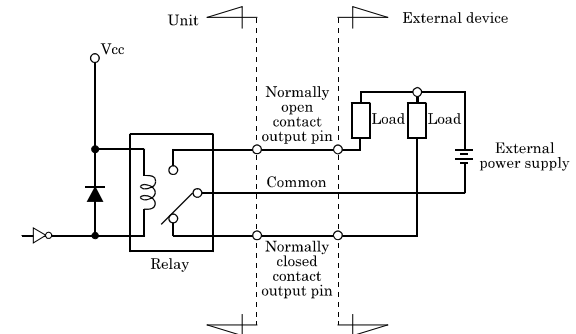 Unit
External device
Vcc
Normally
open
contact
output pin
Load
Load
External
power supply
Common
Relay
Normally
closed
contact
output pin